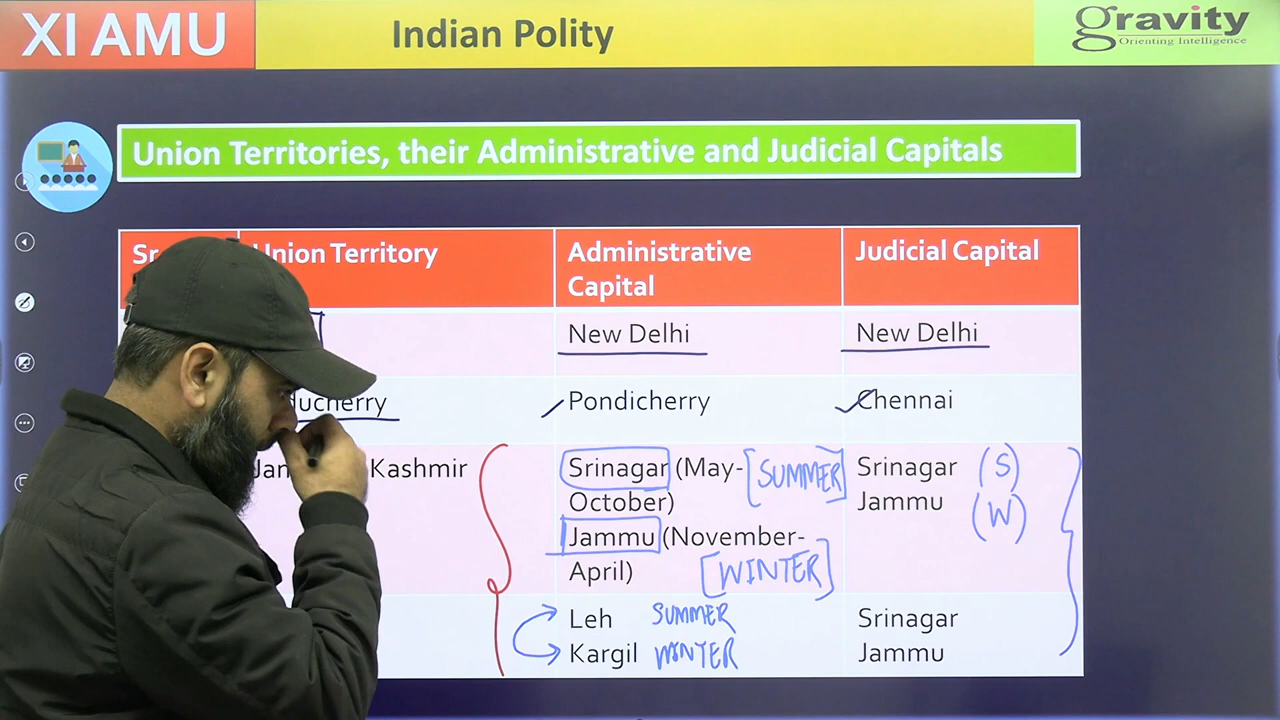 XI AMU
Indian Polity
gravity
Orienting Intelligence
Union Territories, their Administrative and Judicial Capitals
Union Territory
Administrative Capital
Judicial Capital
New Delhi
New Delhi
Pondicherry
Chennai
Kashmir
Srinagar (May-October)
[SUMMER]
Jammu (November-April)
[WINTER]
Srinagar (S)
Jammu (W)
Leh SUMMER
Kargil WINTER
Srinagar
Jammu